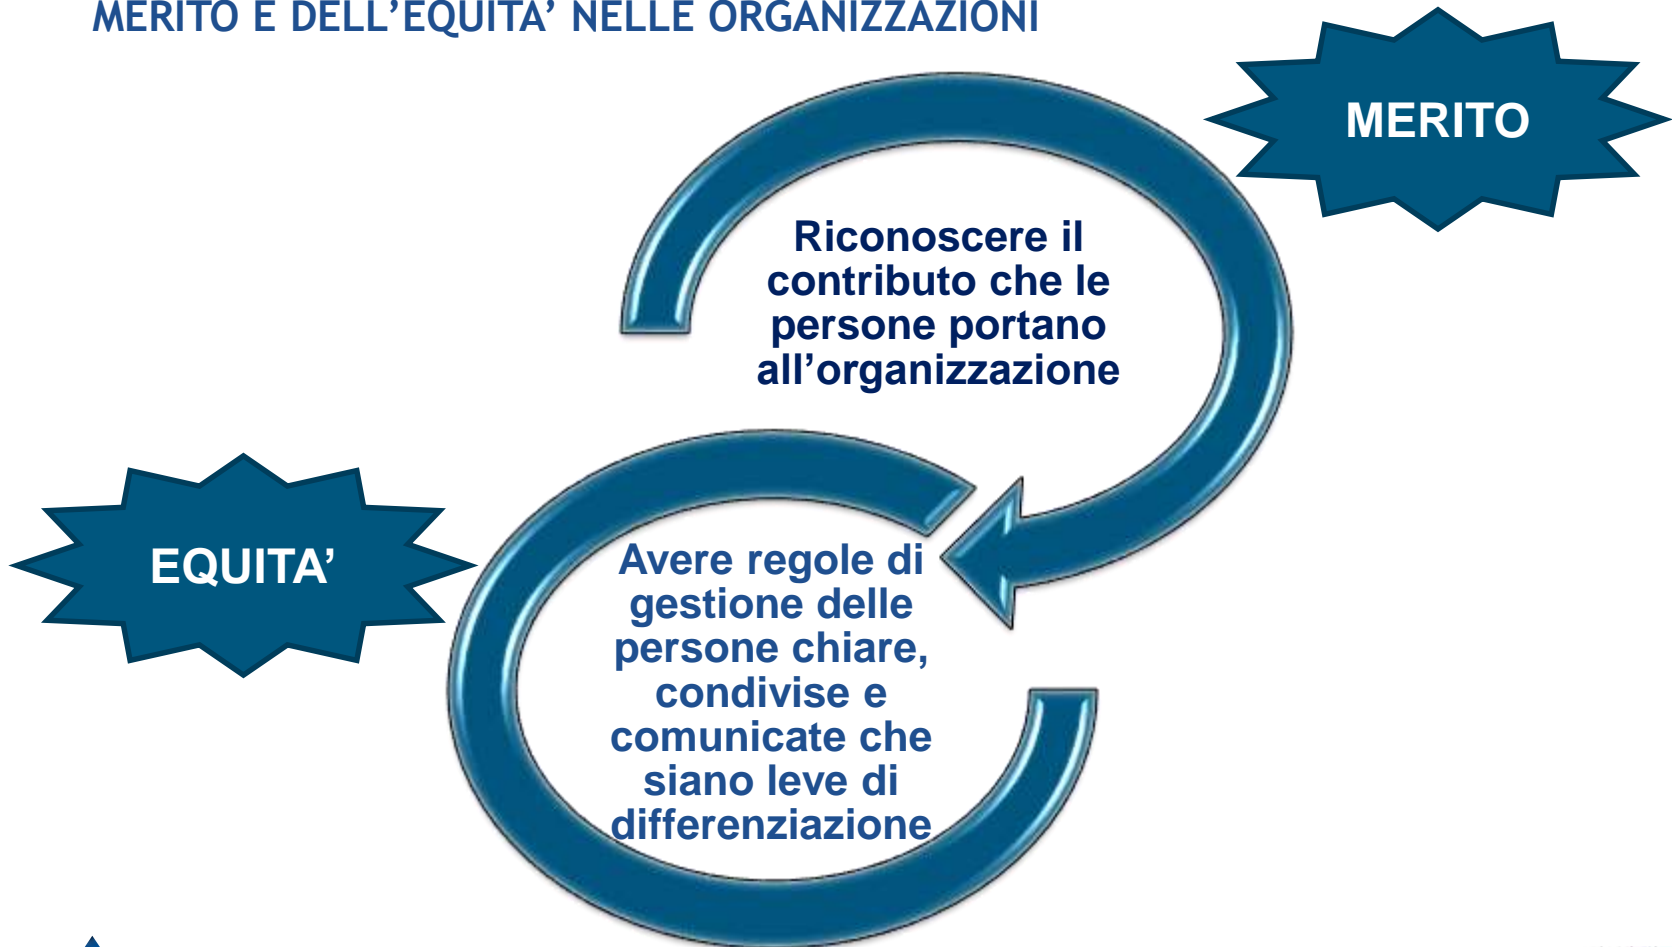 MERITO E DELL’EQUITA’ NELLE ORGANIZZAZIONI
MERITO
Riconoscere il
contributo che le
persone portano
all’organizzazione
EQUITA’
Avere regole di
gestione delle
persone chiare,
condivise e
comunicate che
siano leve di
differenziazione